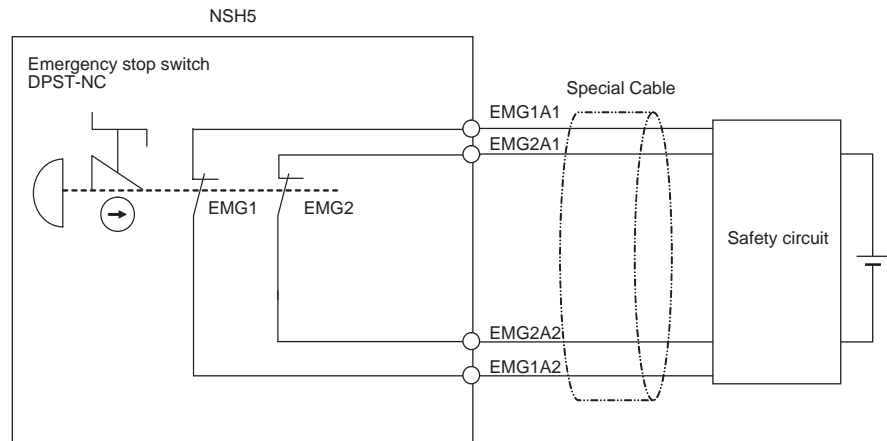 NSH5
Emergency stop switch
DPST-NC
Special Cable
EMG1A1
EMG2A1
EMG1
EMG2
Safety circuit
EMG2A2
EMG1A2